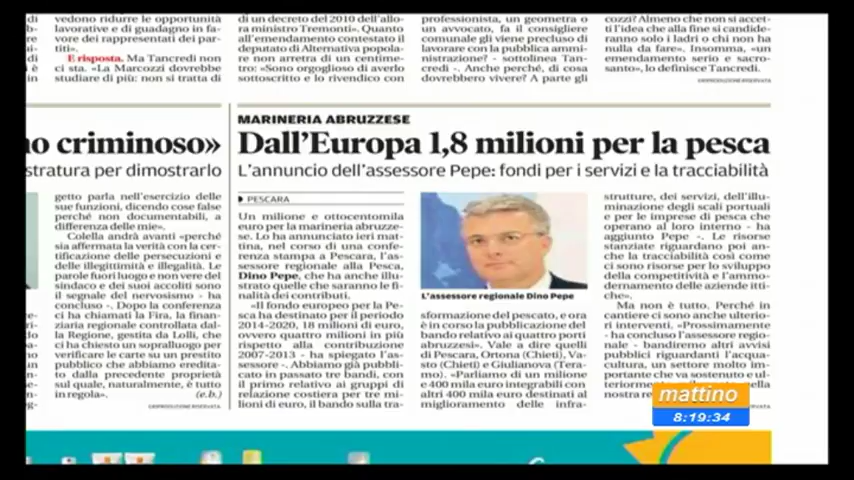 vedono ridurre le opportunità
lavorative e di guadagno in fa-
vore dei rappresentati dei par-
titi».
E risposta. Ma Tancredi non
ci sta. «La Marcozzi dovrebbe
studiare di più: non si tratta di
di un decreto del 2010 dell'allo-
ra ministro Tremonti». Quanto
all'emendamento contestato il
deputato di Alternativa popola-
re non arretra di un centime-
tro: «Sono orgoglioso di averlo
sottoscritto e lo rivendico con
professionista, un geometra o
un avvocato, fa il consigliere
comunale gli viene precluso di
lavorare con la pubblica ammi-
nistrazione? - sottolinea Tan-
credi -. Anche perché, di cosa
dovrebbero vivere? A parte gli
cozzi? Almeno che non si accet-
ti l'idea che alla fine si candide-
ranno solo i ladri o chi non ha
nulla da fare». Insomma, «un
emendamento serio e sacro-
santo», lo definisce Tancredi.
©RIPRODUZIONE RISERVATA
no criminoso»
stratura per dimostrarlo
getto parla nell'esercizio delle
sue funzioni, dicendo cose false
perché non documentabili, a
differenza delle mie».
Colella andrà avanti «perché
sia affermata la verità con la cer-
tificazione delle persecuzioni e
delle illegittimità e illegalità. Le
parole fuori luogo e non vere del
sindaco e dei suoi accoliti sono
il segnale del nervosismo - ha
concluso -. Dopo la conferenza
ci ha chiamati la Fira, la finan-
ziaria regionale controllata dal-
la Regione, gestita da Lolli, che
ci ha chiesto un sopralluogo per
verificare le carte su un prestito
pubblico che abbiamo eredita-
to dalla precedente proprietà
sul quale, naturalmente, è tutto
in regola». (e.b.)
©RIPRODUZIONE RISERVATA
MARINERIA ABRUZZESE
Dall'Europa 1,8 milioni per la pesca
L'annuncio dell'assessore Pepe: fondi per i servizi e la tracciabilità
PESCARA
Un milione e ottocentomila
euro per la marineria abruzze-
se. Lo ha annunciato ieri mat-
tina, nel corso di una confe-
renza stampa a Pescara, l'as-
sessore regionale alla Pesca,
Dino Pepe, che ha anche illu-
strato quelle che saranno le fi-
nalità dei contributi.
«Il fondo europeo per la Pe-
sca ha destinato per il periodo
2014-2020, 18 milioni di euro,
ovvero quattro milioni in più
rispetto alla contribuzione
2007-2013 - ha spiegato l'as-
sessore -. Abbiamo già pubbli-
cato in passato tre bandi, con
il primo relativo ai gruppi di
relazione costiera per tre mi-
lioni di euro, il bando sulla tra-
L'assessore regionale Dino Pepe
sformazione del pescato, e ora
è in corso la pubblicazione del
bando relativo ai quattro porti
abruzzesi». Vale a dire quelli
di Pescara, Ortona (Chieti), Va-
sto (Chieti) e Giulianova (Tera-
mo). «Parliamo di un milione
e 400 mila euro integrabili con
altri 400 mila euro destinati al
miglioramento delle infra-
strutture, dei servizi, dell'illu-
minazione degli scali portuali
e per le imprese di pesca che
operano al loro interno - ha
aggiunto Pepe -. Le risorse
stanziate riguardano poi an-
che la tracciabilità così come
ci sono risorse per lo sviluppo
della competitività e l'ammo-
dernamento delle aziende itti-
che».
Ma non è tutto. Perché in
cantiere ci sono anche ulterio-
ri interventi. «Prossimamente
- ha concluso l'assessore regio-
nale - bandiremo altri avvisi
pubblici riguardanti l'acqua-
coltura, un settore molto im-
portante che va sostenuto e ul-
nostra re
mattino
8:19:34